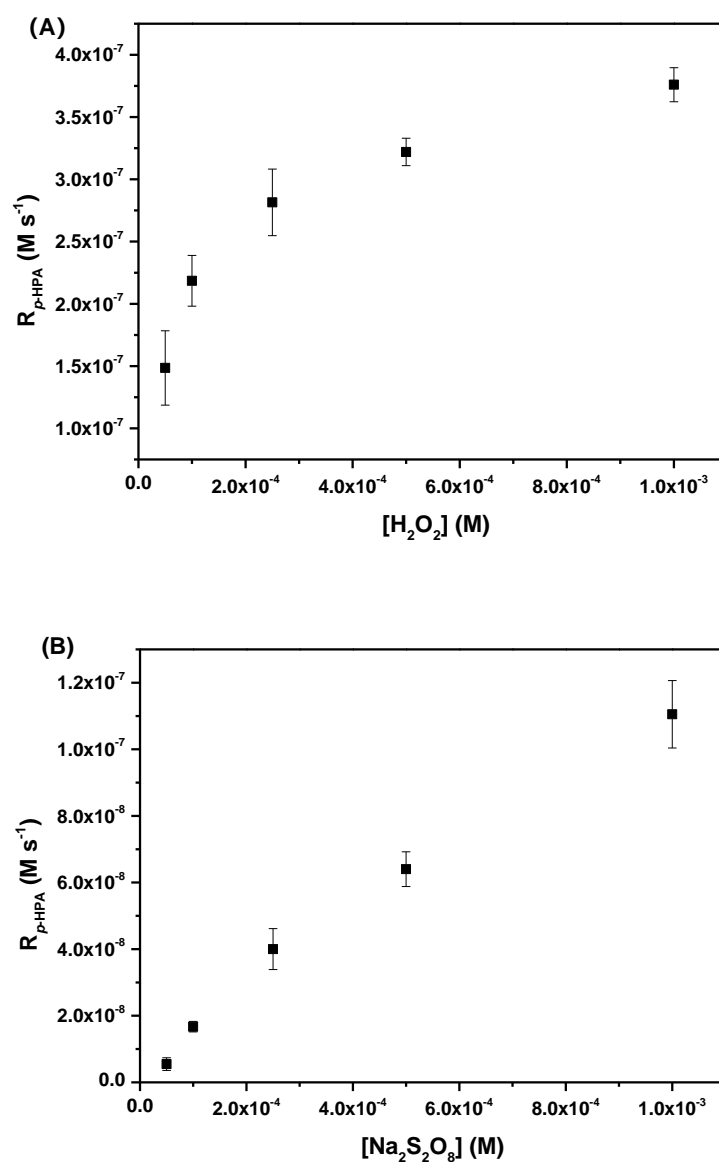 (A)
4.0x10⁻⁷
3.5x10⁻⁷
3.0x10⁻⁷
2.5x10⁻⁷
2.0x10⁻⁷
1.5x10⁻⁷
1.0x10⁻⁷
R_p-HPA (M s⁻¹)
0.0 2.0x10⁻⁴ 4.0x10⁻⁴ 6.0x10⁻⁴ 8.0x10⁻⁴ 1.0x10⁻³
[H₂O₂] (M)
(B)
1.2x10⁻⁷
1.0x10⁻⁷
8.0x10⁻⁸
6.0x10⁻⁸
4.0x10⁻⁸
2.0x10⁻⁸
0.0
R_p-HPA (M s⁻¹)
0.0 2.0x10⁻⁴ 4.0x10⁻⁴ 6.0x10⁻⁴ 8.0x10⁻⁴ 1.0x10⁻³
[Na₂S₂O₈] (M)